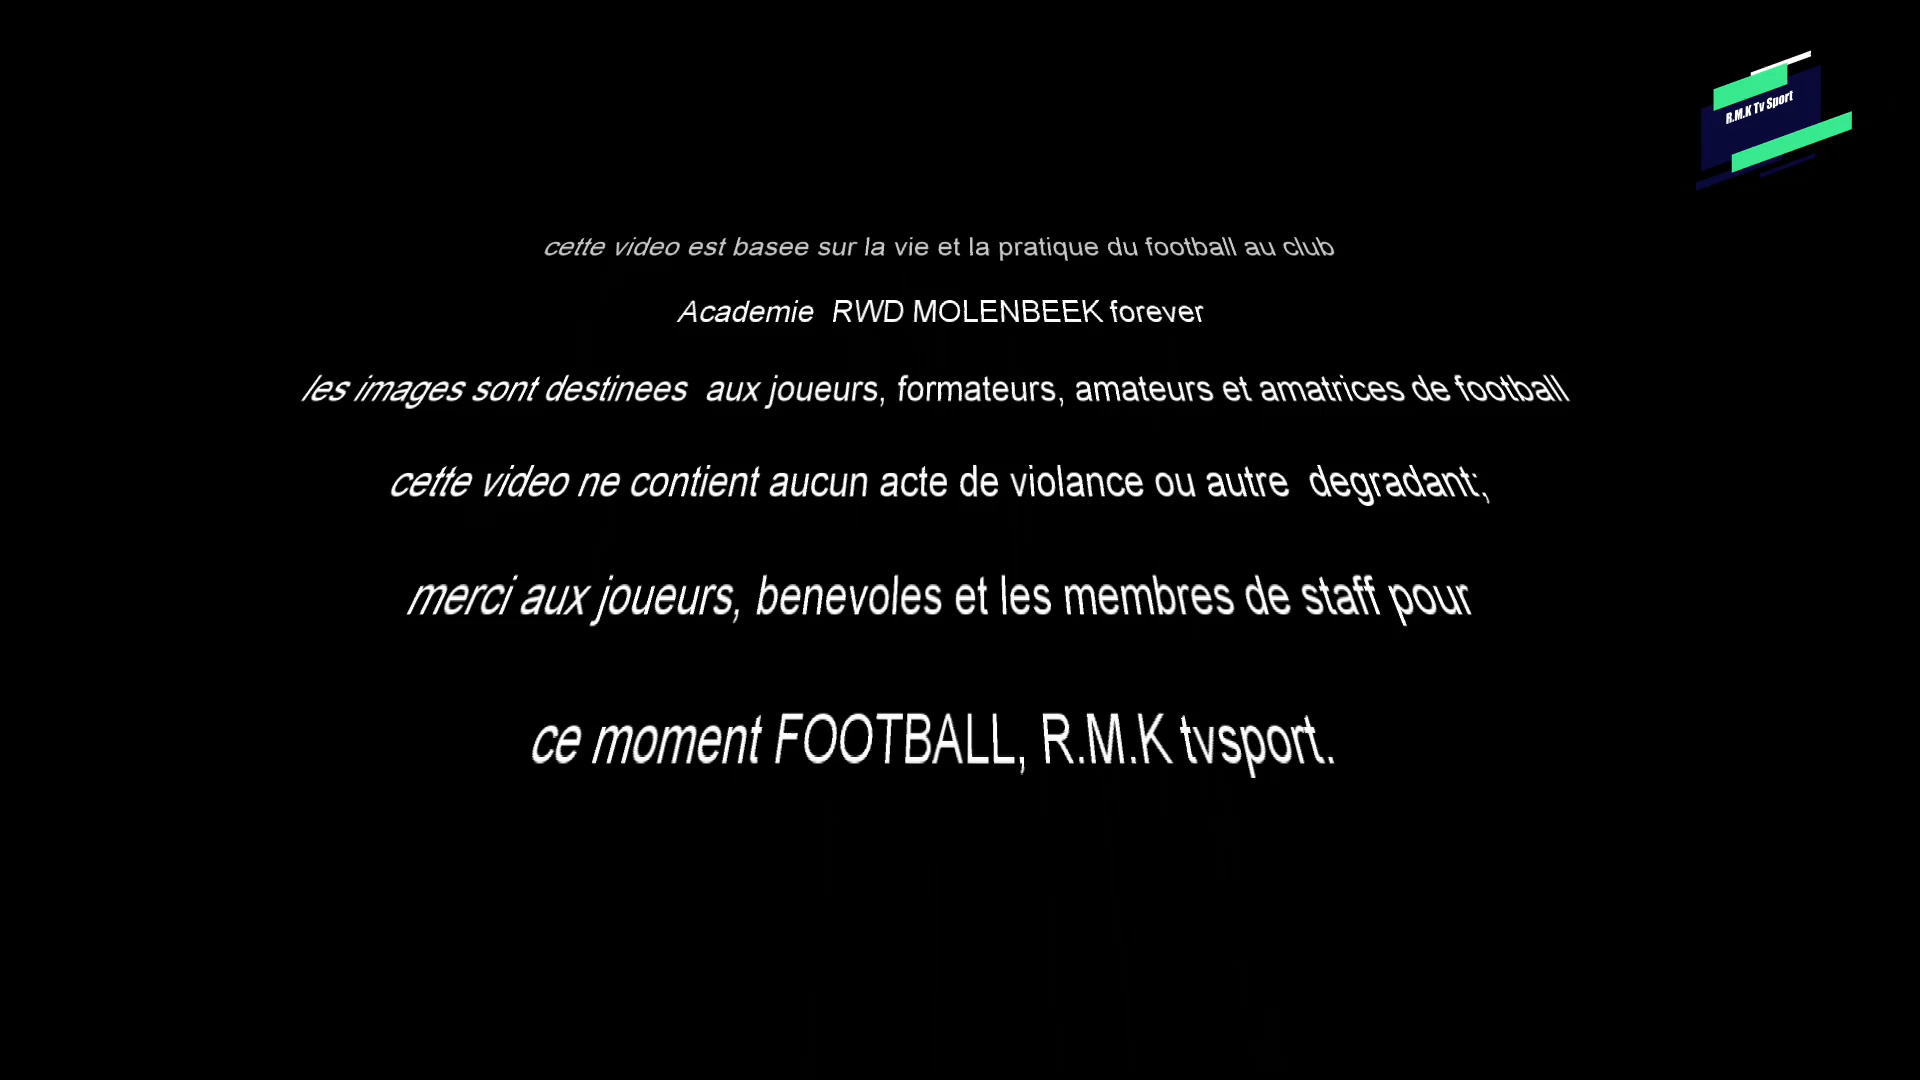 R.M.K Tv Sport
cette video est basee sur la vie et la pratique du football au club
Academie RWD MOLENBEEK forever
les images sont destinees aux joueurs, formateurs, amateurs et amatrices de football
cette video ne contient aucun acte de violance ou autre degradant;
merci aux joueurs, benevoles et les membres de staff pour
ce moment FOOTBALL, R.M.K tvsport.